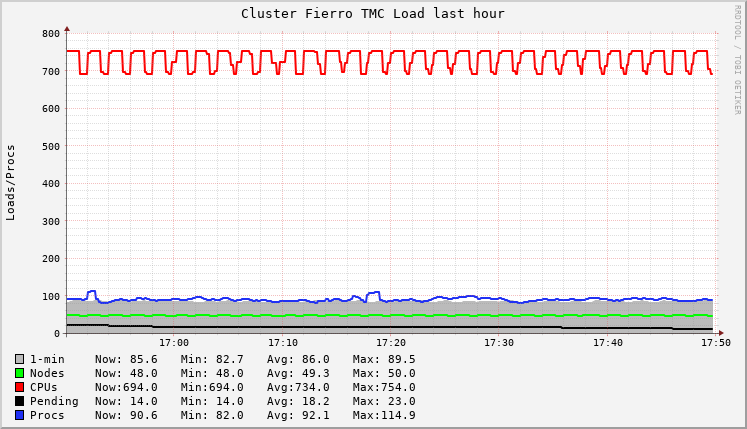 Cluster Fierro TMC Load last hour
RRDTOOL / TOBI OETIKER
Loads/Procs
800
700
600
500
400
300
200
100
0
17:00 17:10 17:20 17:30 17:40 17:50
1-min Now: 85.6 Min: 82.7 Avg: 86.0 Max: 89.5
Nodes Now: 48.0 Min: 48.0 Avg: 49.3 Max: 50.0
CPUs Now:694.0 Min:694.0 Avg:734.0 Max:754.0
Pending Now: 14.0 Min: 14.0 Avg: 18.2 Max: 23.0
Procs Now: 90.6 Min: 82.0 Avg: 92.1 Max:114.9